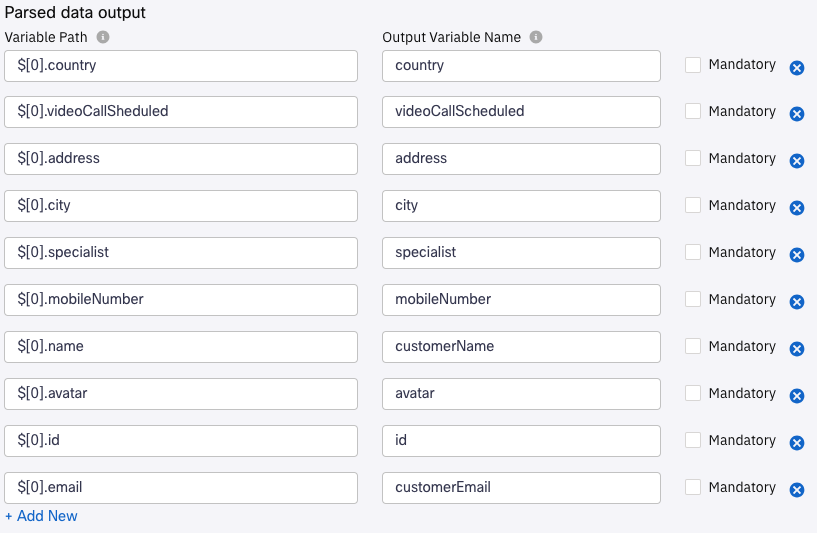 Parsed data output
Variable Path Output Variable Name
$[0].country country Mandatory
$[0].videoCallSheduled videoCallScheduled Mandatory
$[0].address address Mandatory
$[0].city city Mandatory
$[0].specialist specialist Mandatory
$[0].mobileNumber mobileNumber Mandatory
$[0].name customerName Mandatory
$[0].avatar avatar Mandatory
$[0].id id Mandatory
$[0].email customerEmail Mandatory
+ Add New